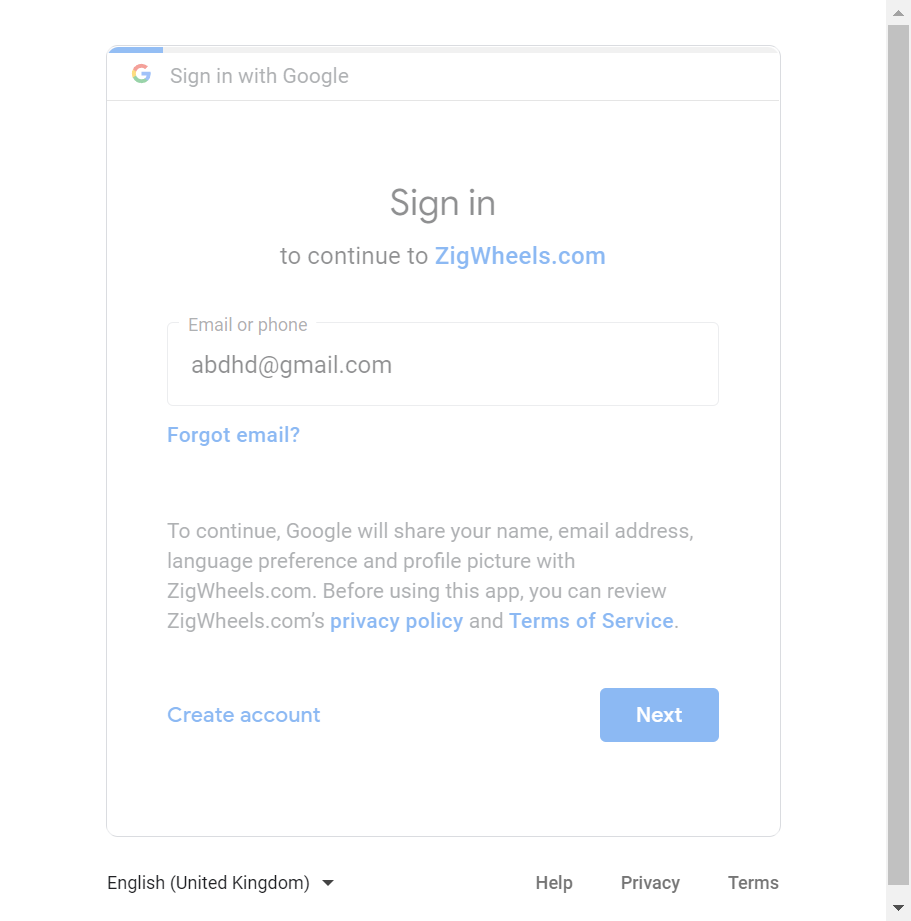 Sign in with Google
Sign in
to continue to ZigWheels.com
Email or phone
abdhd@gmail.com
Forgot email?
To continue, Google will share your name, email address,
language preference and profile picture with
ZigWheels.com. Before using this app, you can review
ZigWheels.com’s privacy policy and Terms of Service.
Create account Next
English (United Kingdom) Help Privacy Terms